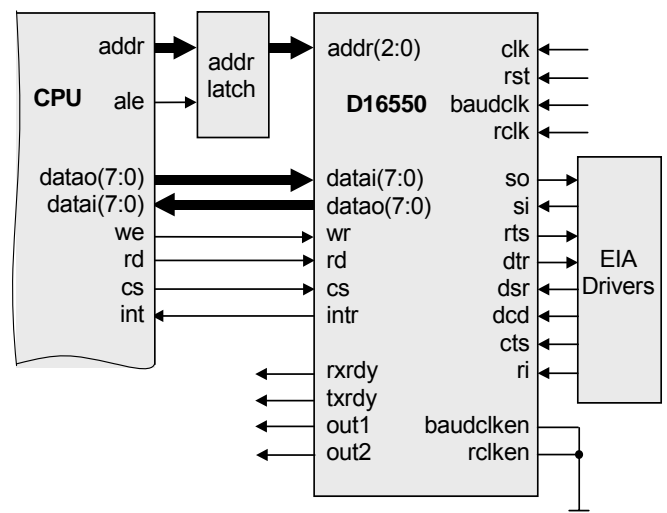 addr
CPU
ale
datao(7:0)
datai(7:0)
we
rd
cs
int
addr
latch
addr(2:0)
D16550
datai(7:0)
datao(7:0)
wr
rd
cs
intr
rxrdy
txrdy
out1
out2
clk
rst
baudclk
rclk
so
si
rts
dtr
dsr
dcd
cts
ri
baudclken
rclken
EIA
Drivers